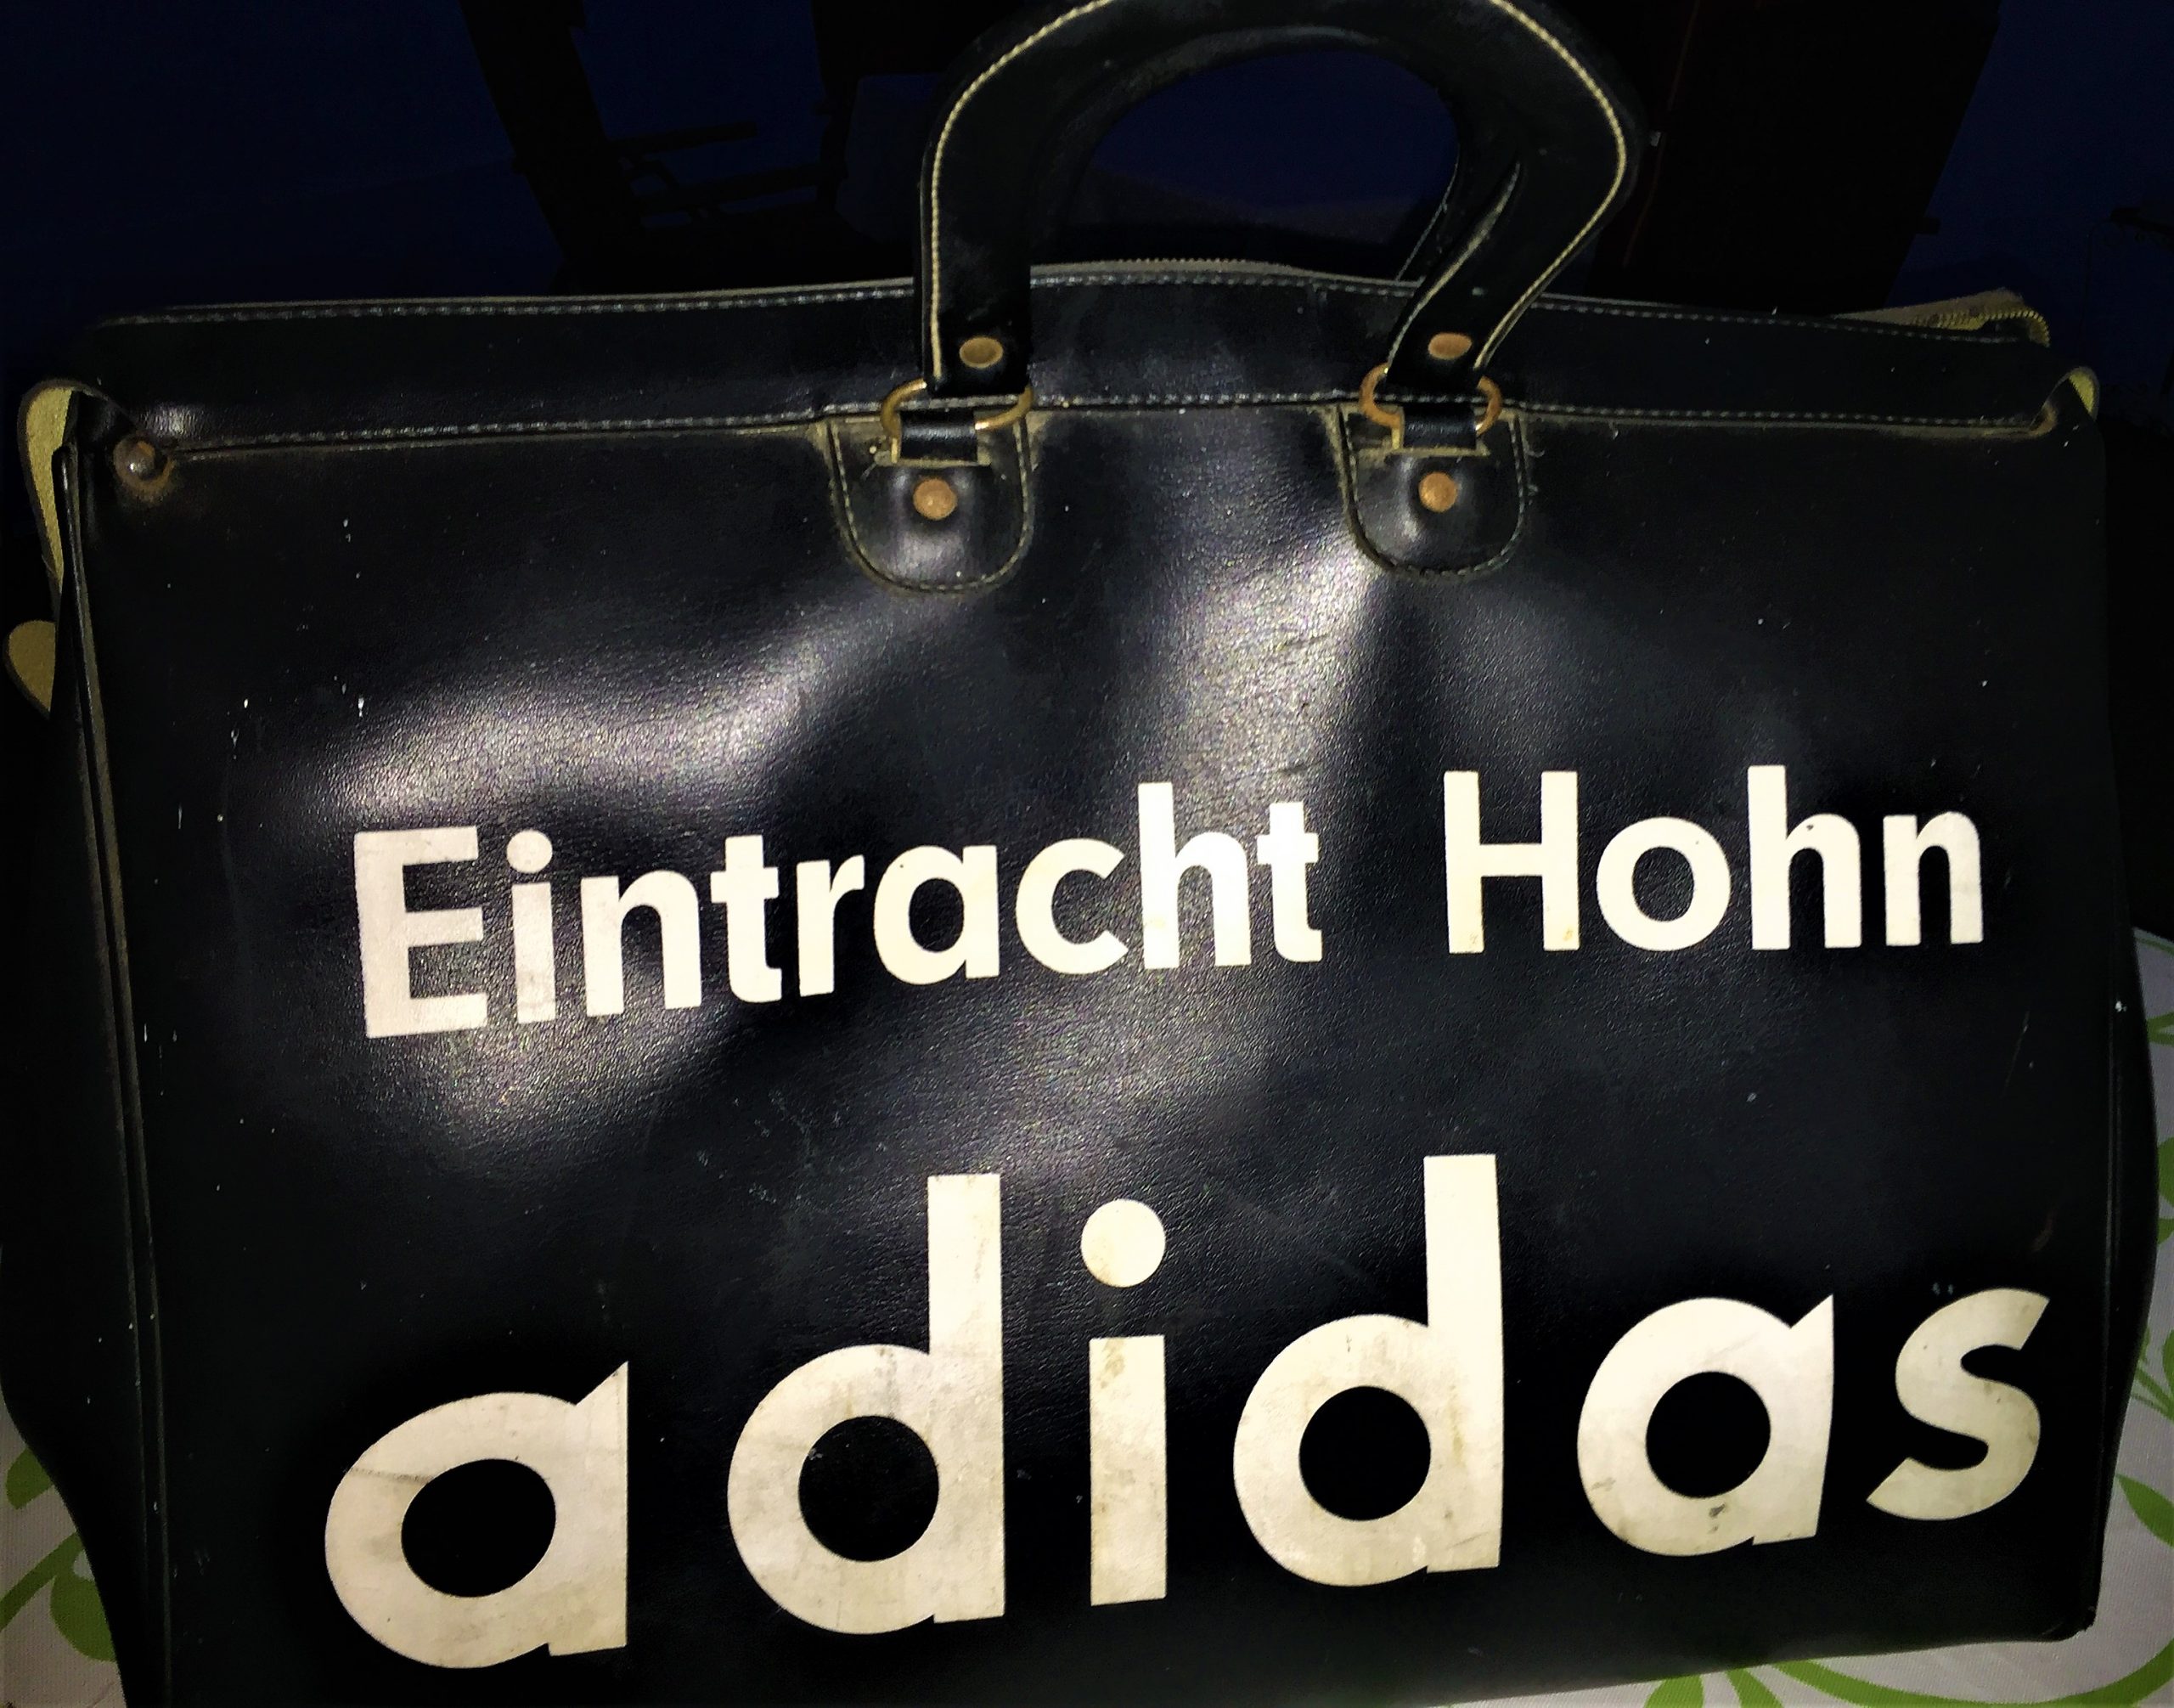 Eintracht Hohn
adidas